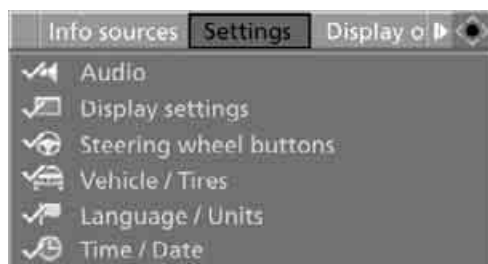 Info sources Settings Display o
Audio
Display settings
Steering wheel buttons
Vehicle / Tires
Language / Units
Time / Date